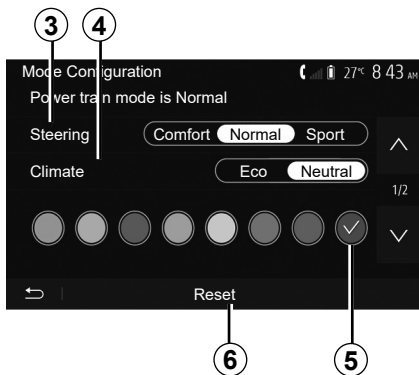 3 4
Mode Configuration 27°C 8 43 AM
Power train mode is Normal
Steering Comfort Normal Sport
Climate Eco Neutral
1/2
Reset
6 5